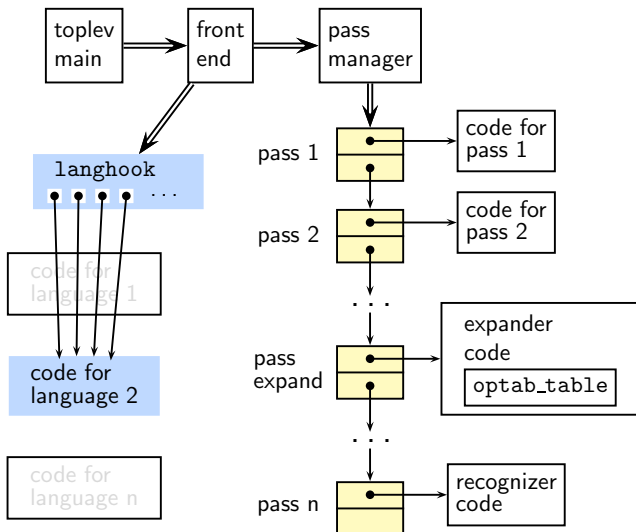 toplev
main
front
end
pass
manager
langhook
. . .
code for
language 1
code for
language 2
code for
language n
pass 1
code for
pass 1
pass 2
code for
pass 2
. . .
pass
expand
expander
code
optab_table
. . .
pass n
recognizer
code